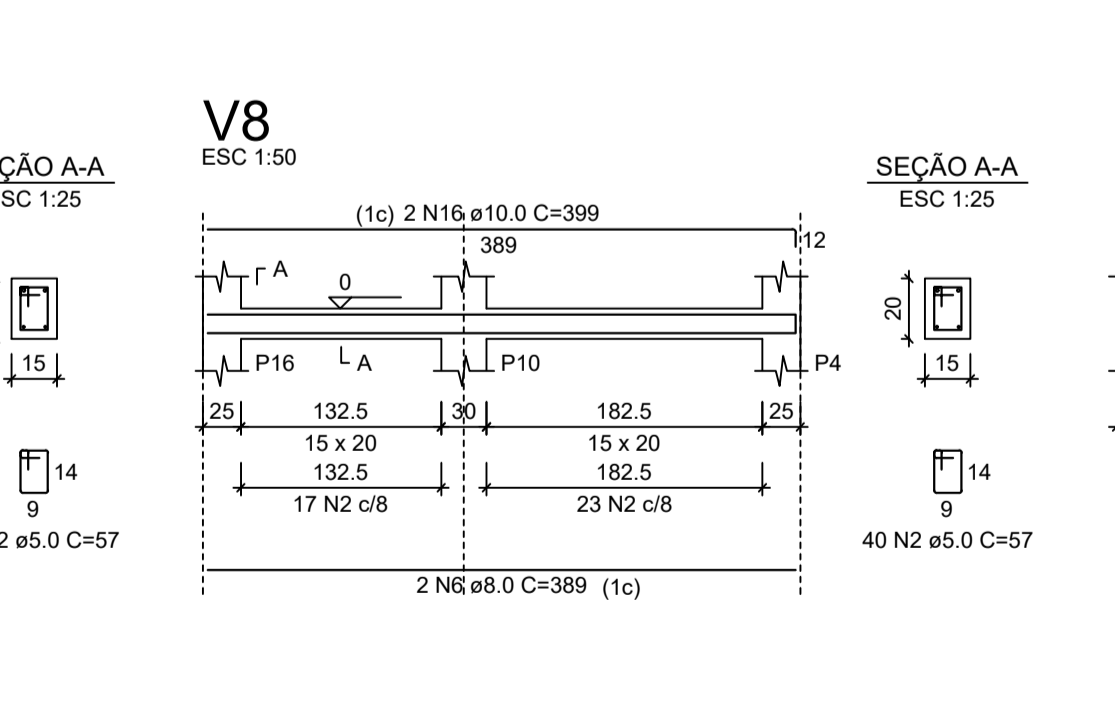 V8
ESC 1:50
ÇÃO A-A
SC 1:25
SEÇÃO A-A
ESC 1:25
(1c) 2 N16 ø10.0 C=399
389
12
A
0
20
15
P16
A
P10
P4
15
25
132.5
30
182.5
25
15 x 20
15 x 20
132.5
182.5
14
14
17 N2 c/8
23 N2 c/8
9
9
2 ø5.0 C=57
40 N2 ø5.0 C=57
2 N6 ø8.0 C=389 (1c)